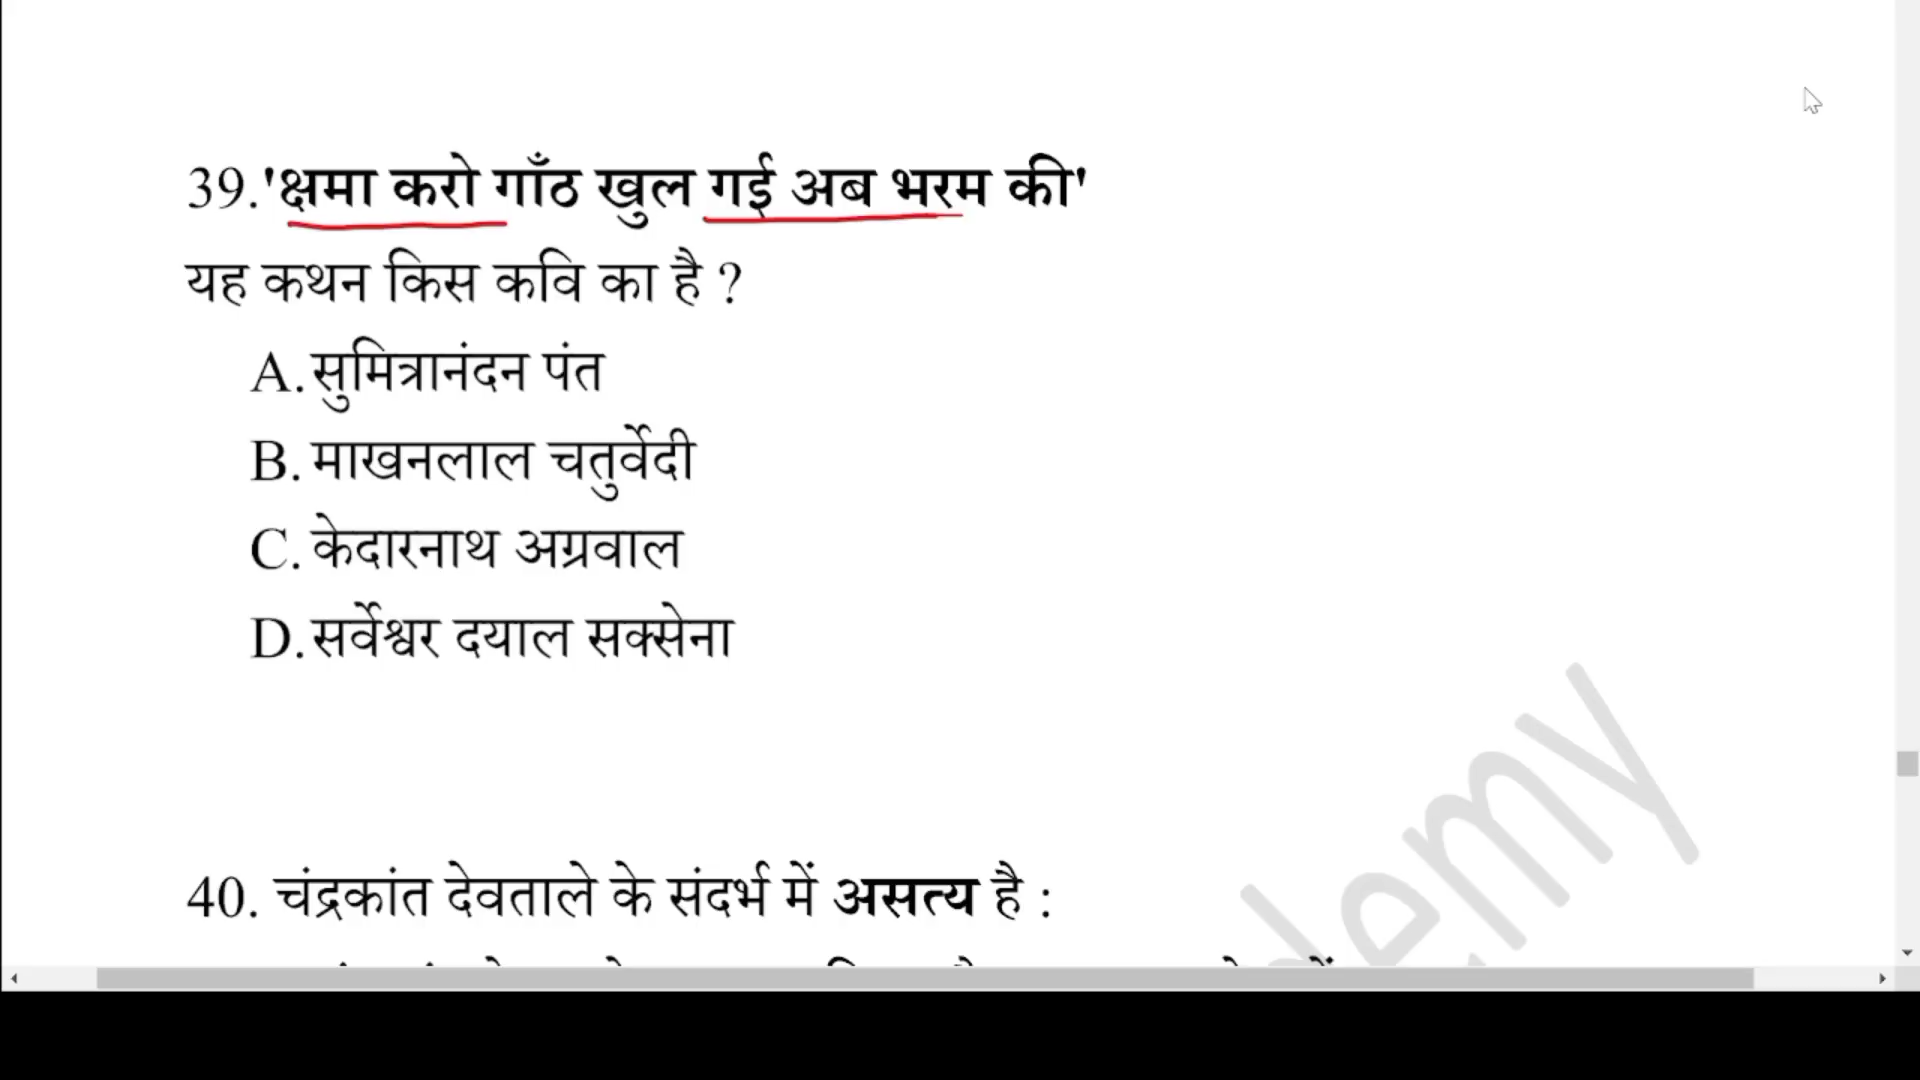 39.'क्षमा करो गाँठ खुल गई अब भरम की'
यह कथन किस कवि का है ?
A. सुमित्रानंदन पंत
B. माखनलाल चतुर्वेदी
C. केदारनाथ अग्रवाल
D. सर्वेश्वर दयाल सक्सेना
40. चंद्रकांत देवताले के संदर्भ में असत्य है :
demy